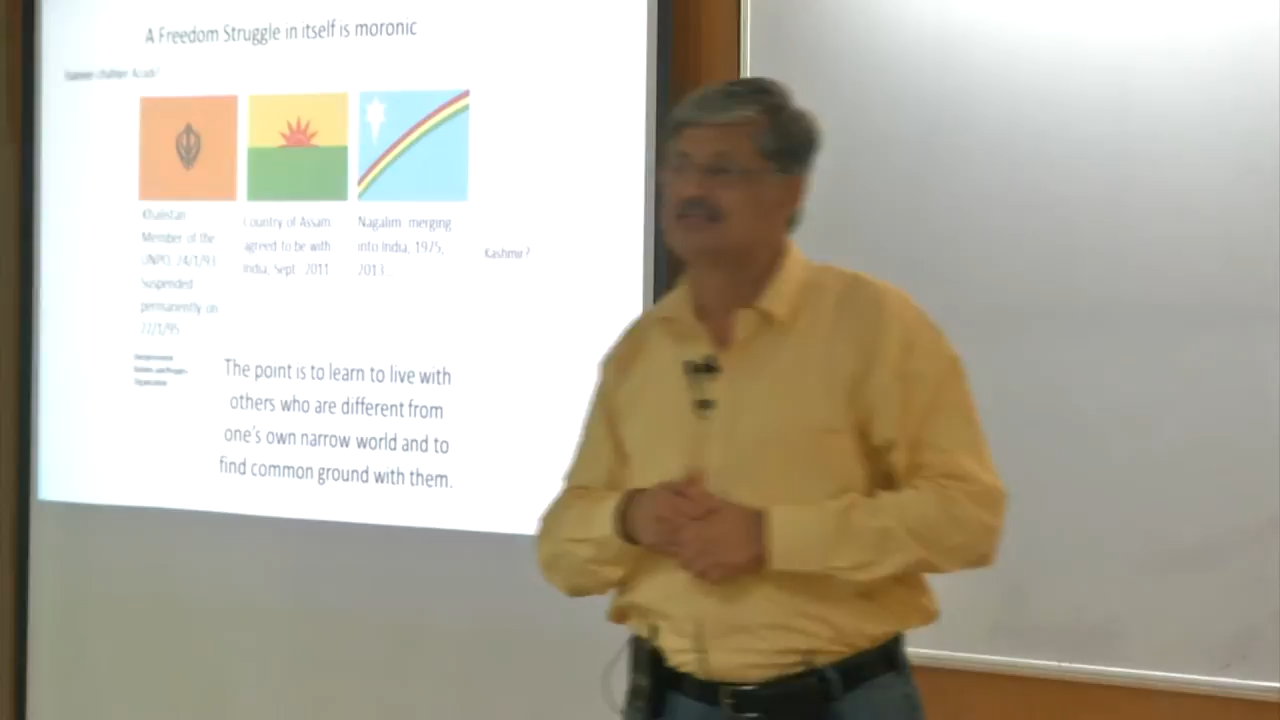 A Freedom Struggle in itself is moronic
Khalistan
Member of the
UNPO, 24/1/93
Suspended
permanently on
22/1/95
Country of Assam
agreed to be with
India, Sept. 2011
Nagalim: merging
into India, 1975,
2013
Kashmir?
The point is to learn to live with
others who are different from
one's own narrow world and to
find common ground with them.